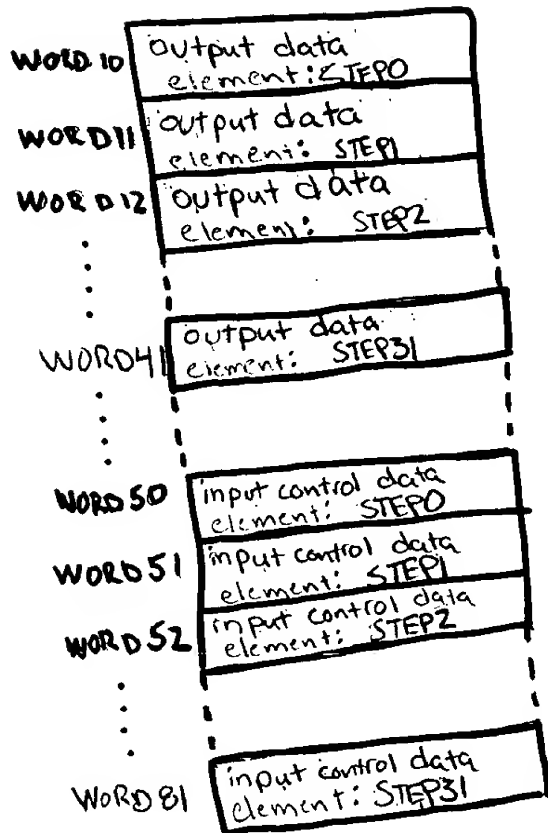 WORD 10 output data
element: STEP0
WORD 11 output data
element: STEP1
WORD 12 output data
element: STEP2
WORD 41 output data
element: STEP31
WORD 50 input control data
element: STEP0
WORD 51 input control data
element: STEP1
WORD 52 input control data
element: STEP2
WORD 81 input control data
element: STEP31